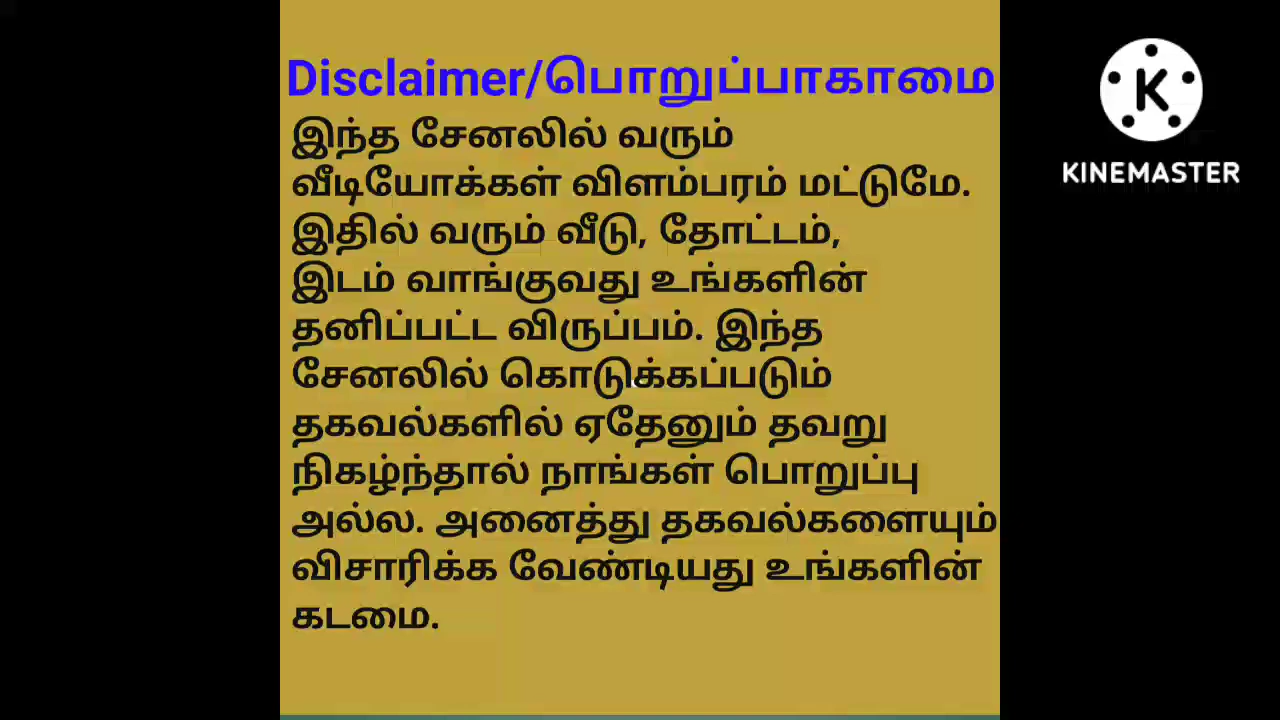 Disclaimer/பொறுப்பாகாமை
இந்த சேனலில் வரும்
வீடியோக்கள் விளம்பரம் மட்டுமே.
இதில் வரும் வீடு, தோட்டம்,
இடம் வாங்குவது உங்களின்
தனிப்பட்ட விருப்பம். இந்த
சேனலில் கொடுக்கப்படும்
தகவல்களில் ஏதேனும் தவறு
நிகழ்ந்தால் நாங்கள் பொறுப்பு
அல்ல. அனைத்து தகவல்களையும்
விசாரிக்க வேண்டியது உங்களின்
கடமை.
K
KINEMASTER